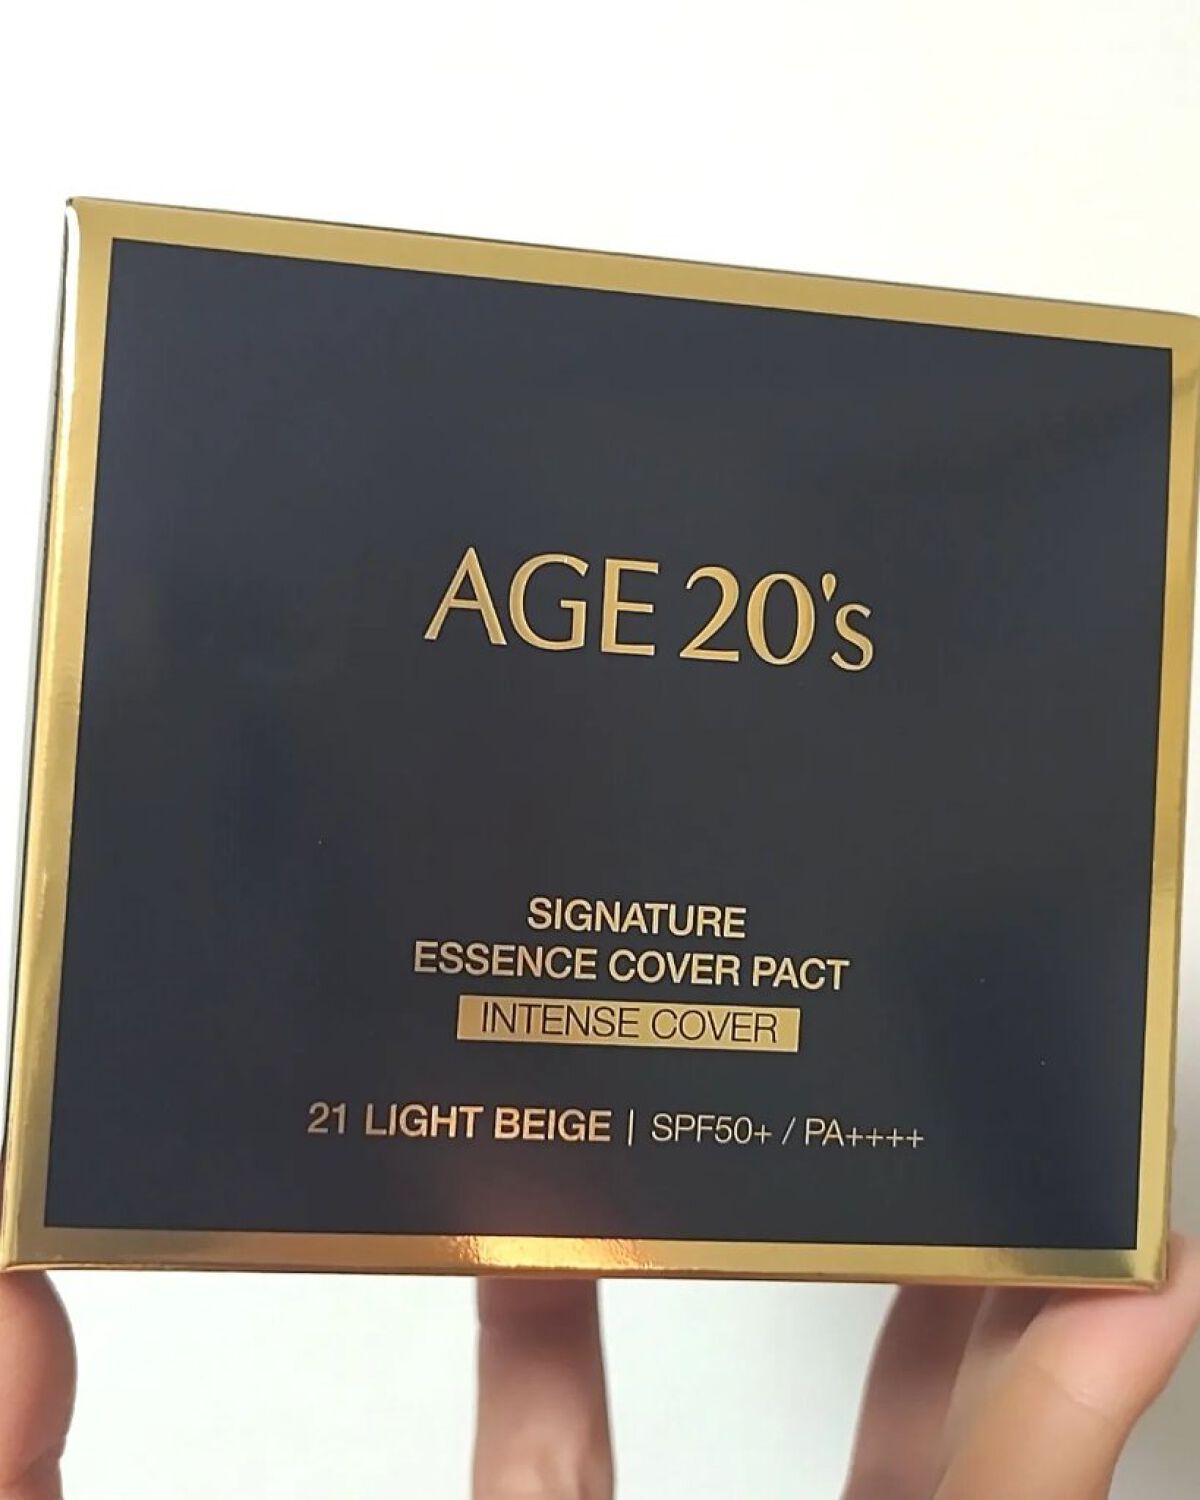 AGE 20's
SIGNATURE
ESSENCE COVER PACT
INTENSE COVER
21 LIGHT BEIGE | SPF50+ / PA++++